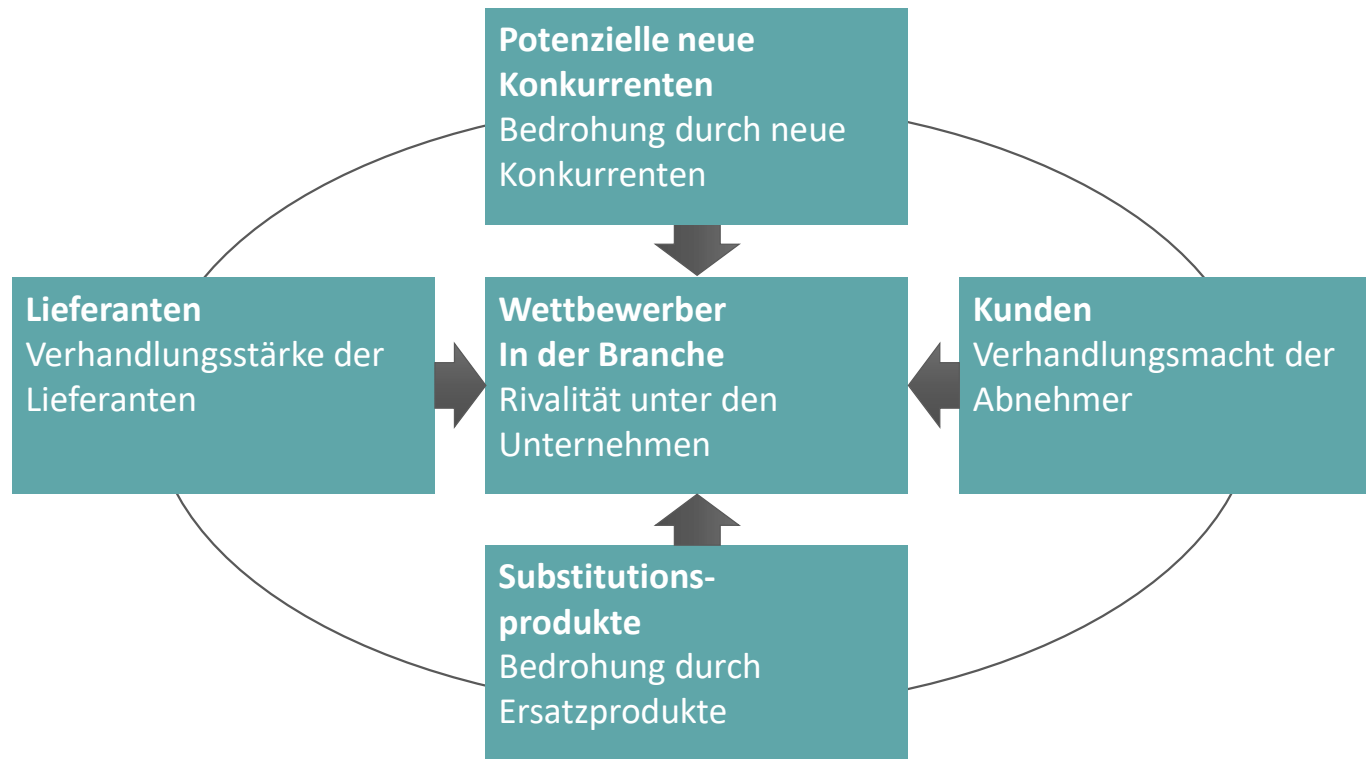 Potenzielle neue
Konkurrenten
Bedrohung durch neue
Konkurrenten
Lieferanten
Verhandlungsstärke der
Lieferanten
Wettbewerber
In der Branche
Rivalität unter den
Unternehmen
Kunden
Verhandlungsmacht der
Abnehmer
Substitutions-
produkte
Bedrohung durch
Ersatzprodukte